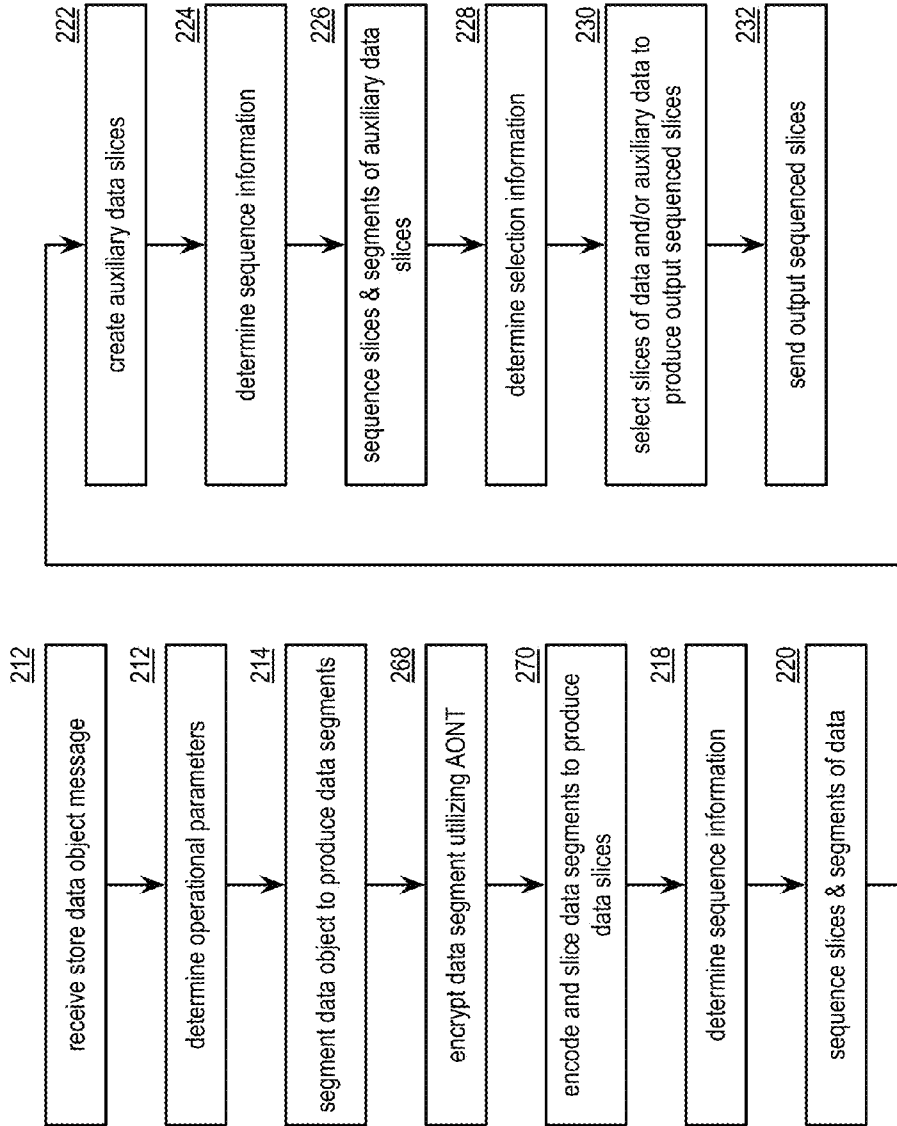 212
receive store data object message
212
determine operational parameters
214
segment data object to produce data segments
268
encrypt data segment utilizing AONT
270
encode and slice data segments to produce
data slices
218
determine sequence information
220
sequence slices & segments of data
222
create auxiliary data slices
224
determine sequence information
226
sequence slices & segments of auxiliary data
slices
228
determine selection information
230
select slices of data and/or auxiliary data to
produce output sequenced slices
232
send output sequenced slices